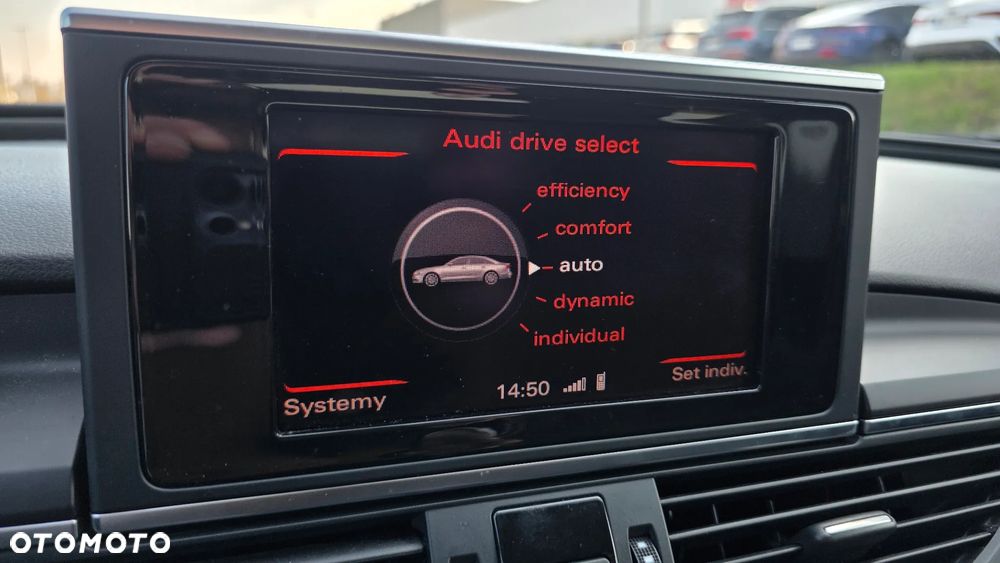 Audi drive select
efficiency
comfort
auto
dynamic
individual
Set indiv.
14:50
Systemy
OTOMOTO